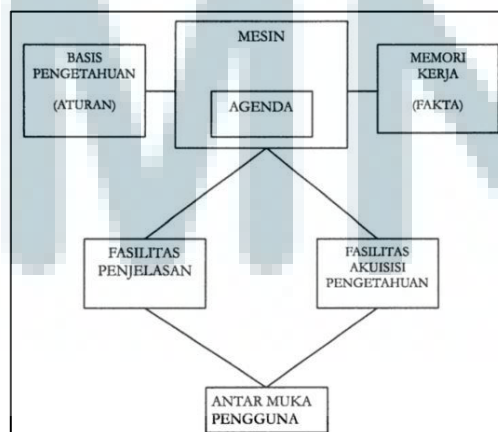 BASIS
PENGETAHUAN
(ATURAN)
MESIN
AGENDA
MEMORI
KERJA
(FAKTA)
FASILITAS
PENJELASAN
FASILITAS
AKUISISI
PENGETAHUAN
ANTAR MUKA
PENGGUNA